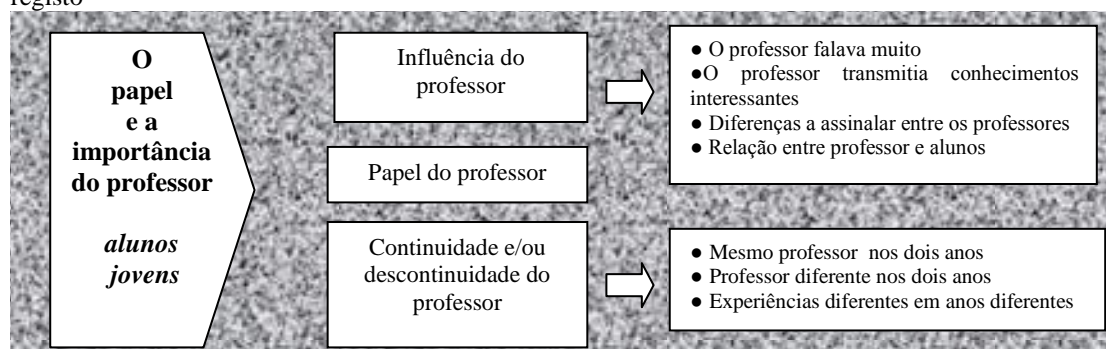 registo
O
papel
e a
importância
do professor
alunos
jovens
Influência do
professor
Papel do professor
Continuidade e/ou
descontinuidade do
professor
● O professor falava muito
●O professor transmitia conhecimentos
interessantes
● Diferenças a assinalar entre os professores
● Relação entre professor e alunos
● Mesmo professor nos dois anos
● Professor diferente nos dois anos
● Experiências diferentes em anos diferentes